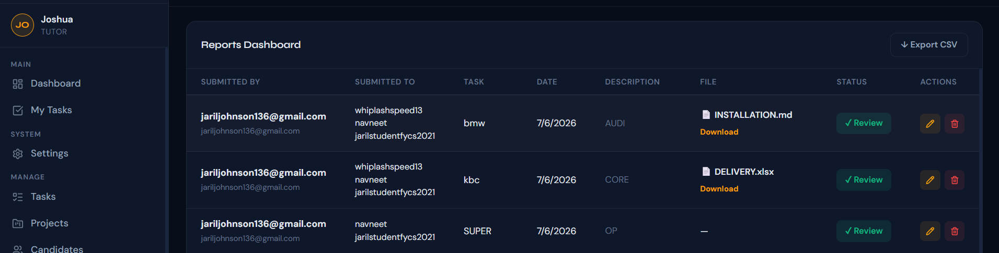 JO
Joshua
TUTOR
MAIN
Dashboard
My Tasks
SYSTEM
Settings
MANAGE
Tasks
Projects
Candidates
Reports Dashboard
↓ Export CSV
SUBMITTED BY SUBMITTED TO TASK DATE DESCRIPTION FILE STATUS ACTIONS
jariljohnson136@gmail.com
jariljohnson136@gmail.com
whiplashspeed13
navneet
jarilstudentfycs2021
bmw
7/6/2026
AUDI
INSTALLATION.md
Download
✓ Review
jariljohnson136@gmail.com
jariljohnson136@gmail.com
whiplashspeed13
navneet
jarilstudentfycs2021
kbc
7/6/2026
CORE
DELIVERY.xlsx
Download
✓ Review
jariljohnson136@gmail.com
jariljohnson136@gmail.com
navneet
jarilstudentfycs2021
SUPER
7/6/2026
OP
—
✓ Review